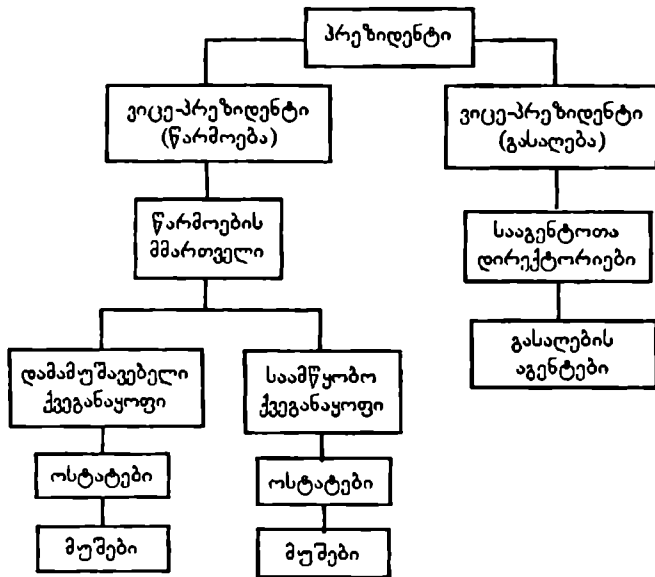 პრეზიდენტი
ვიცე-პრეზიდენტი
(წარმოება)
ვიცე-პრეზიდენტი
(გასაღება)
წარმოების
მმართველი
სააგენტოთა
დირექტორიები
გასაღების
აგენტები
დამამუშავებელი
ქვეგანაყოფი
საამწყობო
ქვეგანაყოფი
ოსტატები
ოსტატები
მუშები
მუშები